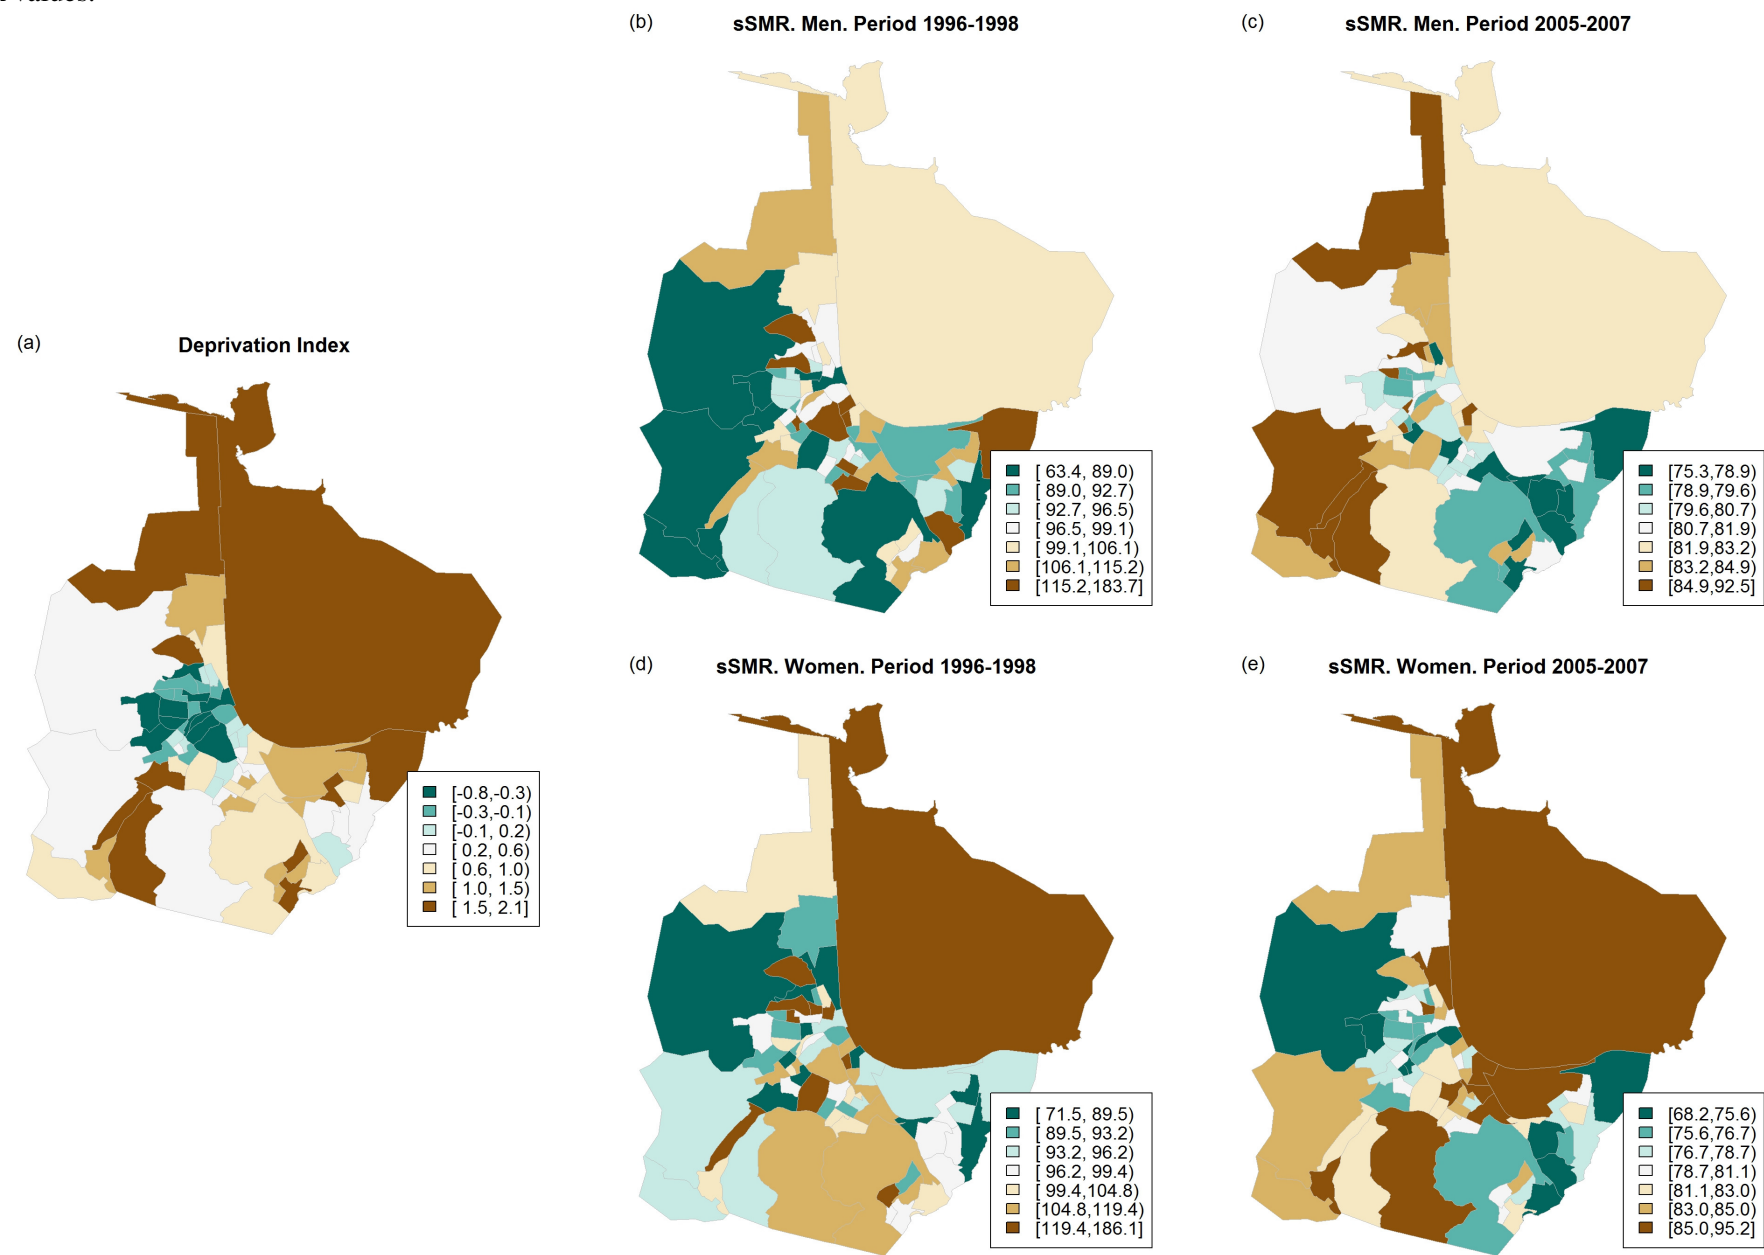 (b) sSMR. Men. Period 1996-1998
(c) sSMR. Men. Period 2005-2007
[ 63.4, 89.0)
[ 89.0, 92.7)
[ 92.7, 96.5)
[ 96.5, 99.1)
[ 99.1,106.1)
[106.1,115.2)
[115.2,183.7]
[75.3,78.9)
[78.9,79.6)
[79.6,80.7)
[80.7,81.9)
[81.9,83.2)
[83.2,84.9)
[84.9,92.5]
(a) Deprivation Index
[-0.8,-0.3)
[-0.3,-0.1)
[-0.1, 0.2)
[ 0.2, 0.6)
[ 0.6, 1.0)
[ 1.0, 1.5)
[ 1.5, 2.1]
(d) sSMR. Women. Period 1996-1998
(e) sSMR. Women. Period 2005-2007
[ 71.5, 89.5)
[ 89.5, 93.2)
[ 93.2, 96.2)
[ 96.2, 99.4)
[ 99.4,104.8)
[104.8,119.4)
[119.4,186.1]
[68.2,75.6)
[75.6,76.7)
[76.7,78.7)
[78.7,81.1)
[81.1,83.0)
[83.0,85.0)
[85.0,95.2]